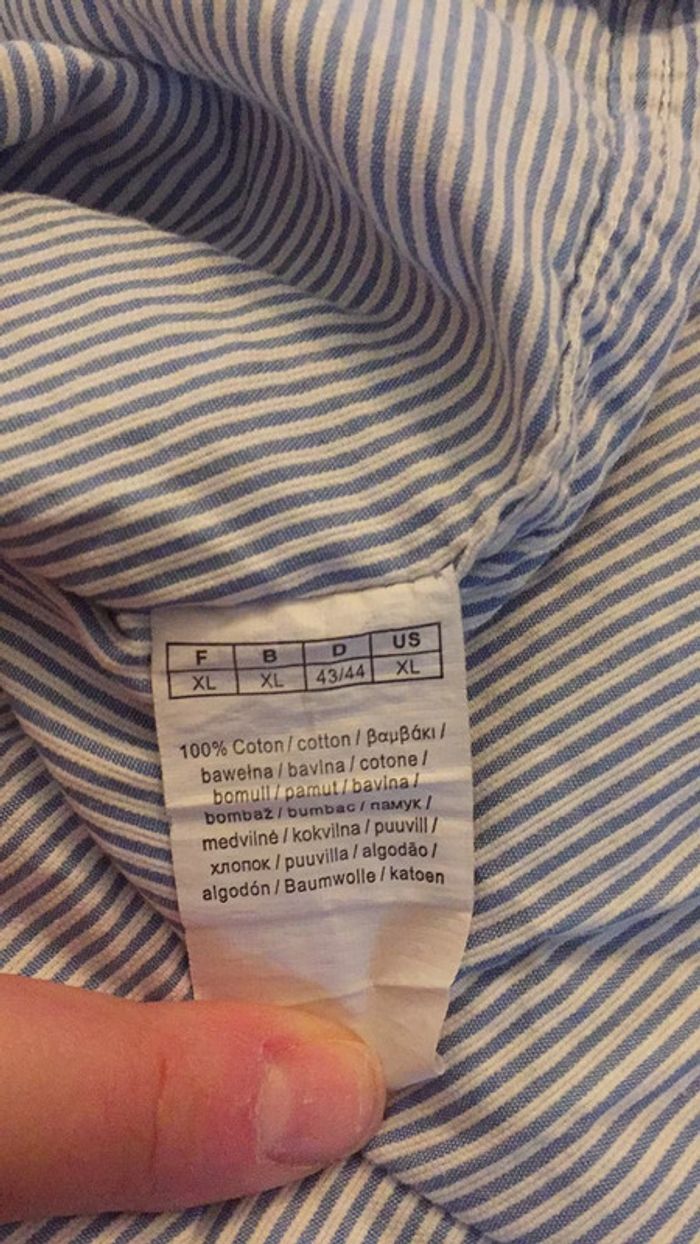 F B D US
XL XL 43/44 XL
100% Coton / cotton / βαμβάκι /
bawełna / bavlna / cotone /
bomull / pamut / bavlna /
bombaž / bumbac / памук /
medvilnė / kokvilna / puuvill /
хлопок / puuvilla / algodão /
algodón / Baumwolle / katoen